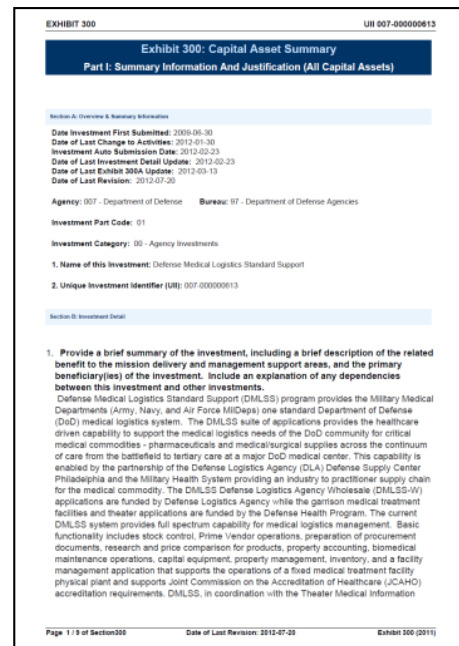 EXHIBIT 300 UII 007-000000613
Exhibit 300: Capital Asset Summary
Part I: Summary Information And Justification (All Capital Assets)
Section A: Overview & Summary Information
Date Investment First Submitted: 2009-06-30
Date of Last Change to Activities: 2012-01-30
Investment Auto Submission Date: 2012-02-23
Date of Last Investment Detail Update: 2012-02-23
Date of Last Exhibit 300A Update: 2012-03-13
Date of Last Revision: 2012-07-20
Agency: 007 - Department of Defense Bureau: 97 - Department of Defense Agencies
Investment Part Code: 01
Investment Category: 00 - Agency Investments
1. Name of this Investment: Defense Medical Logistics Standard Support
2. Unique Investment Identifier (UII): 007-000000613
Section B: Investment Detail
1. Provide a brief summary of the investment, including a brief description of the related
benefit to the mission delivery and management support areas, and the primary
beneficiary(ies) of the investment. Include an explanation of any dependencies
between this investment and other investments.
Defense Medical Logistics Standard Support (DMLSS) program provides the Military Medical
Departments (Army, Navy, and Air Force MilDeps) one standard Department of Defense
(DoD) medical logistics system. The DMLSS suite of applications provides the healthcare
driven capability to support the medical logistics needs of the DoD community for critical
medical commodities - pharmaceuticals and medical/surgical supplies across the continuum
of care from the battlefield to tertiary care at a major DoD medical center. This capability is
enabled by the partnership of the Defense Logistics Agency (DLA) Defense Supply Center
Philadelphia and the Military Health System providing an industry to practitioner supply chain
for the medical commodity. The DMLSS Defense Logistics Agency Wholesale (DMLSS-W)
applications are funded by Defense Logistics Agency while the garrison medical treatment
facilities and theater applications are funded by the Defense Health Program. The current
DMLSS system provides full spectrum capability for medical logistics management. Basic
functionality includes stock control, Prime Vendor operations, preparation of procurement
documents, research and price comparison for products, property accounting, biomedical
maintenance operations, capital equipment, property management, inventory, and a facility
management application that supports the operations of a fixed medical treatment facility
physical plant and supports Joint Commission on the Accreditation of Healthcare (JCAHO)
accreditation requirements. DMLSS, in coordination with the Theater Medical Information
Page 1 / 9 of Section300 Date of Last Revision: 2012-07-20 Exhibit 300 (2011)